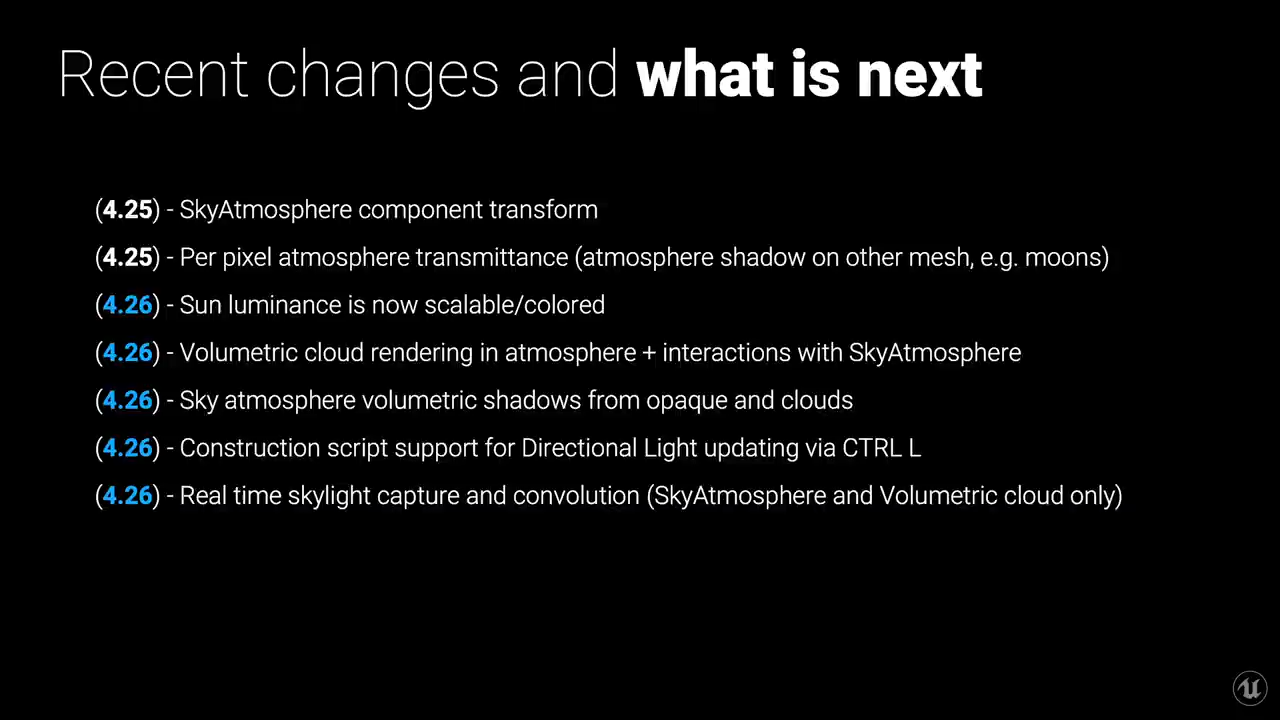 Recent changes and what is next
(4.25) - SkyAtmosphere component transform
(4.25) - Per pixel atmosphere transmittance (atmosphere shadow on other mesh, e.g. moons)
(4.26) - Sun luminance is now scalable/colored
(4.26) - Volumetric cloud rendering in atmosphere + interactions with SkyAtmosphere
(4.26) - Sky atmosphere volumetric shadows from opaque and clouds
(4.26) - Construction script support for Directional Light updating via CTRL L
(4.26) - Real time skylight capture and convolution (SkyAtmosphere and Volumetric cloud only)